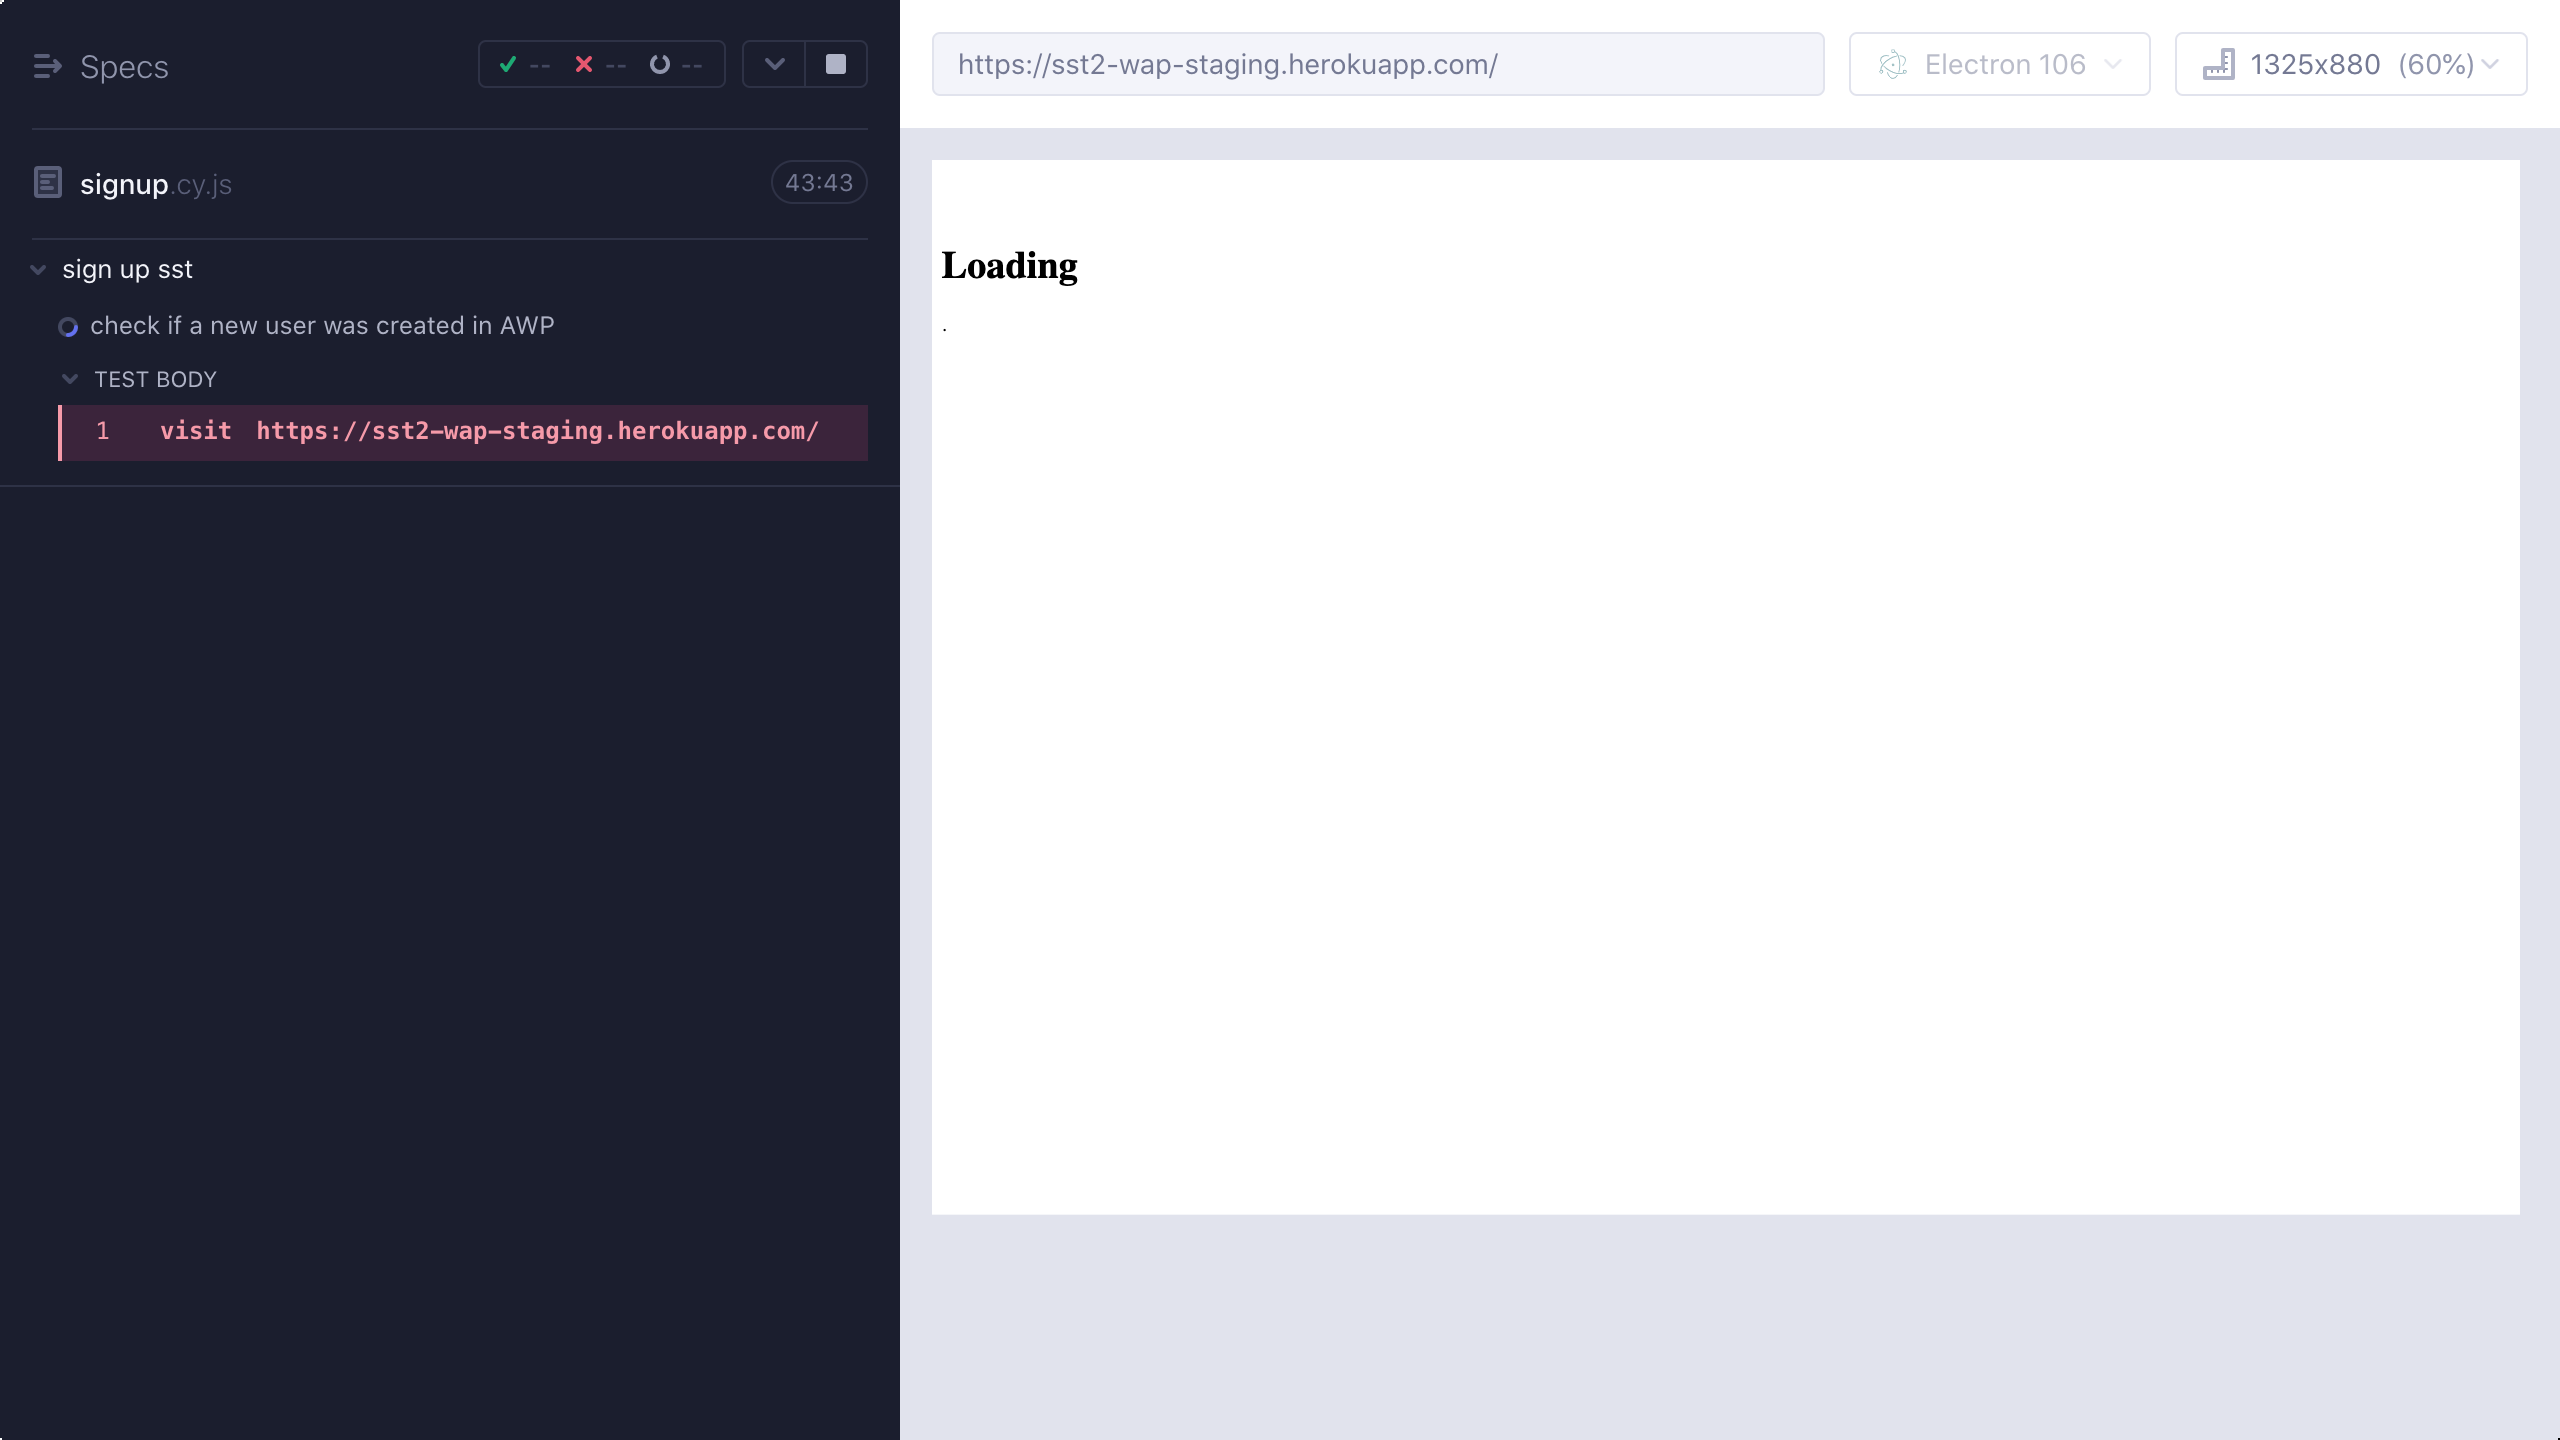 Specs
-- -- --
signup.cy.js
43:43
sign up sst
check if a new user was created in AWP
TEST BODY
1 visit https://sst2-wap-staging.herokuapp.com/
https://sst2-wap-staging.herokuapp.com/
Electron 106
1325x880 (60%)
Loading
.